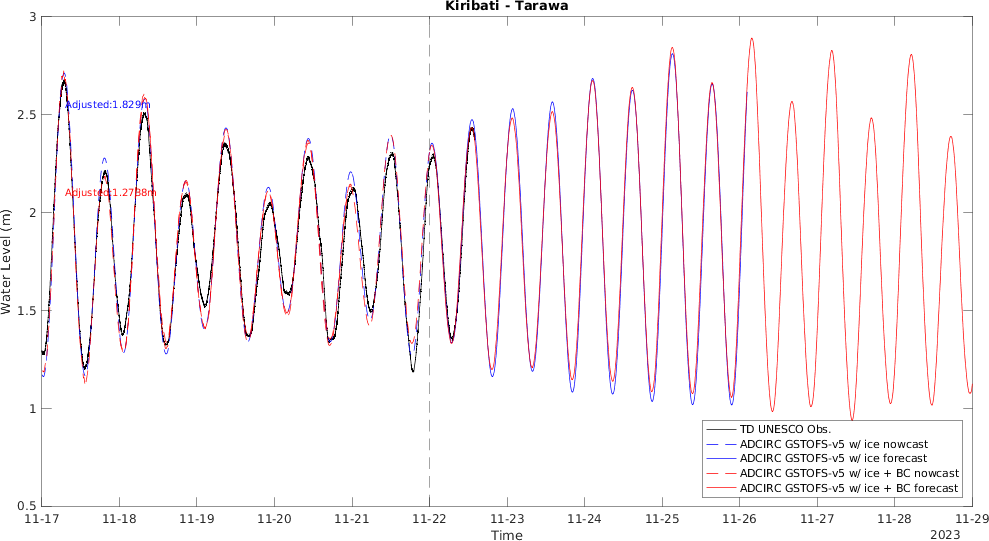 Kiribati - Tarawa
3
2.5
2
1.5
1
0.5
Water Level (m)
Adjusted:1.829m
Adjusted:1.2738m
TD UNESCO Obs.
ADCIRC GSTOFS-v5 w/ ice nowcast
ADCIRC GSTOFS-v5 w/ ice forecast
ADCIRC GSTOFS-v5 w/ ice + BC nowcast
ADCIRC GSTOFS-v5 w/ ice + BC forecast
11-17 11-18 11-19 11-20 11-21 11-22 11-23 11-24 11-25 11-26 11-27 11-28 11-29
Time
2023